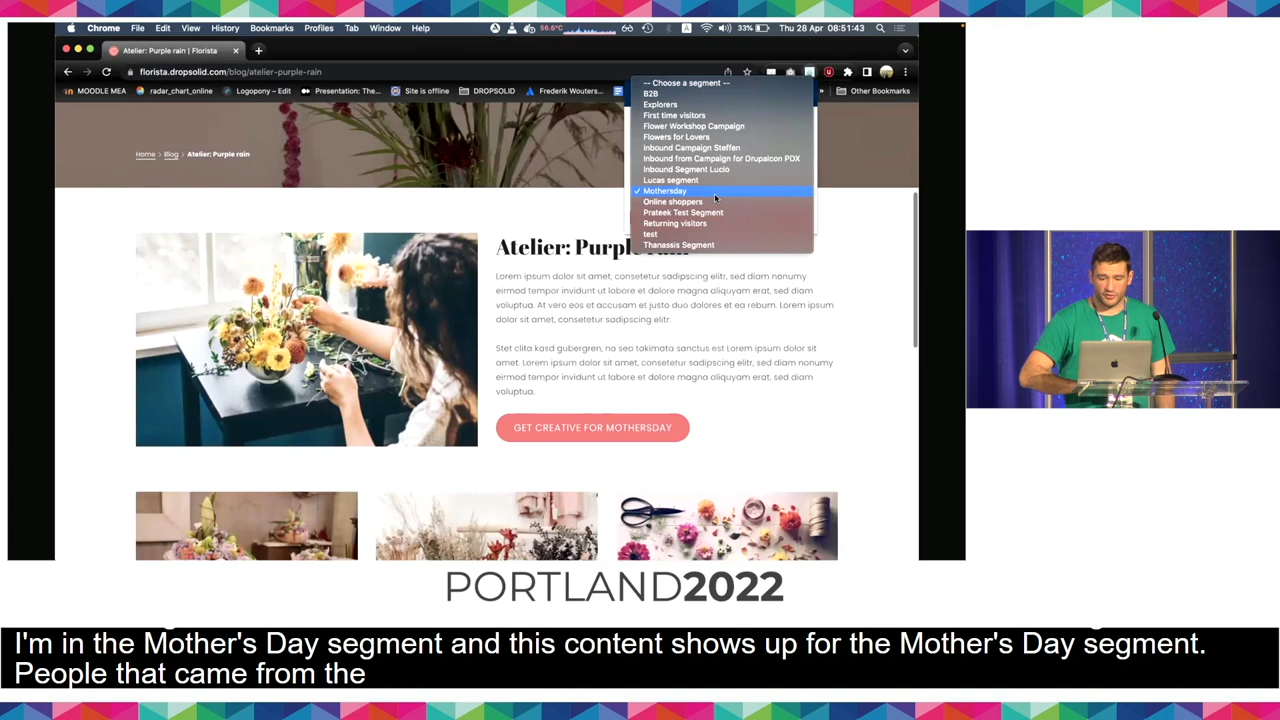 Chrome File Edit View History Bookmarks Profiles Tab Window Help 56.6°C A 33% Thu 28 Apr 08:51:43
Atelier: Purple rain | Florista
florista.dropsolid.com/blog/atelier-purple-rain
MOODLE MEA radar_chart_online Logopony – Edit Presentation: The... Site is offline DROPSOLID Frederik Wouters... » Other Bookmarks
-- Choose a segment --
B2B
Explorers
First time visitors
Flower Workshop Campaign
Flowers for Lovers
Inbound Campaign Steffen
Inbound from Campaign for Drupalcon PDX
Inbound Segment Lucio
Lucas segment
✓ Mothersday
Online shoppers
Prateek Test Segment
Returning visitors
test
Thanassis Segment
Home > Blog > Atelier: Purple rain
Atelier: Purple rain
Lorem ipsum dolor sit amet, consetetur sadipscing elitr, sed diam nonumy
eirmod tempor invidunt ut labore et dolore magna aliquyam erat, sed diam
voluptua. At vero eos et accusam et justo duo dolores et ea rebum. Lorem ipsum
dolor sit amet, consetetur sadipscing elitr.
Stet clita kasd gubergren, no sea takimata sanctus est Lorem ipsum dolor sit
amet. Lorem ipsum dolor sit amet, consetetur sadipscing elitr, sed diam nonumy
eirmod tempor invidunt ut labore et dolore magna aliquyam erat, sed diam
voluptua.
GET CREATIVE FOR MOTHERSDAY
PORTLAND2022
I'm in the Mother's Day segment and this content shows up for the Mother's Day segment.
People that came from the